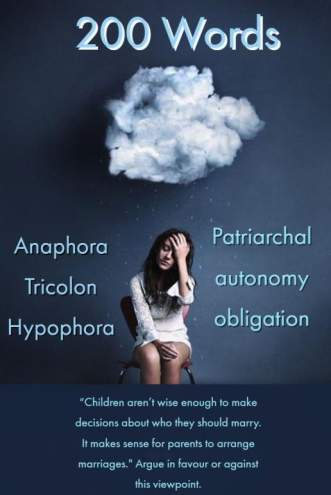 200 Words
Anaphora
Tricolon
Hypophora
Patriarchal
autonomy
obligation
“Children aren’t wise enough to make
decisions about who they should marry.
It makes sense for parents to arrange
marriages." Argue in favour or against
this viewpoint.